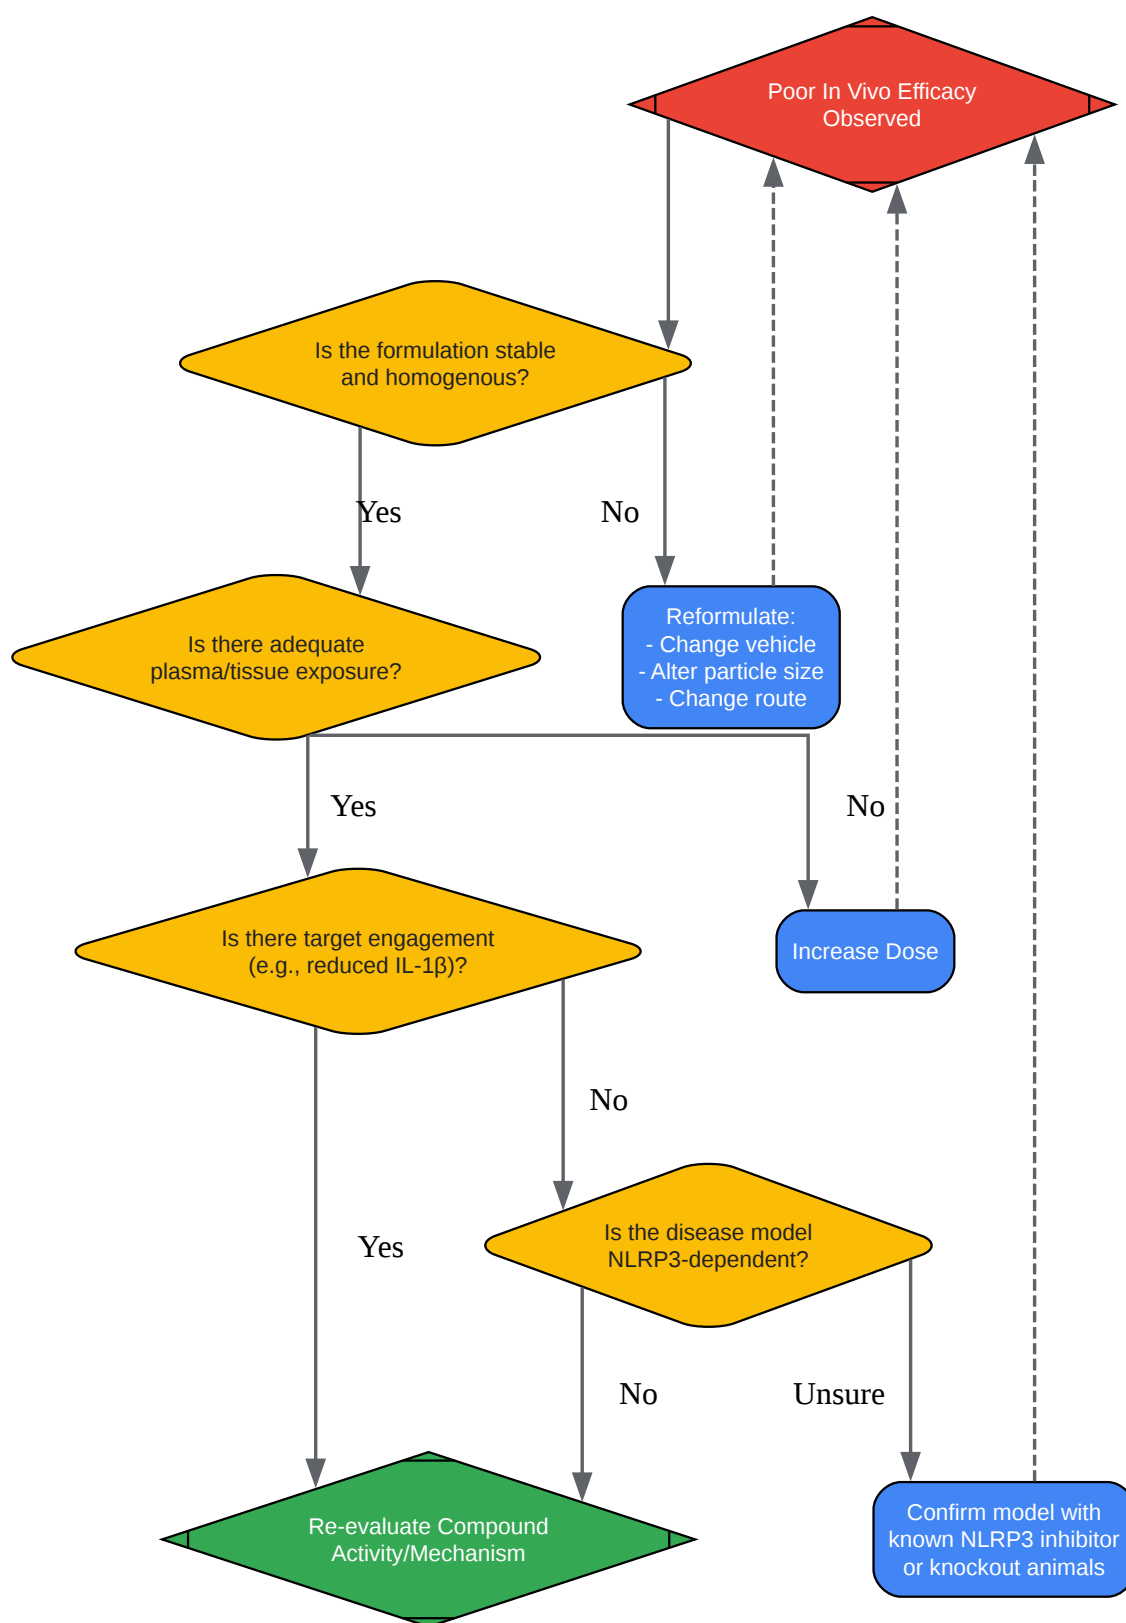 Poor In Vivo Efficacy
Observed
Is the formulation stable
and homogenous?
Yes
No
Is there adequate
plasma/tissue exposure?
Reformulate:
- Change vehicle
- Alter particle size
- Change route
Yes
No
Is there target engagement
(e.g., reduced IL-1β)?
Increase Dose
No
Yes
Is the disease model
NLRP3-dependent?
No
Unsure
Re-evaluate Compound
Activity/Mechanism
Confirm model with
known NLRP3 inhibitor
or knockout animals